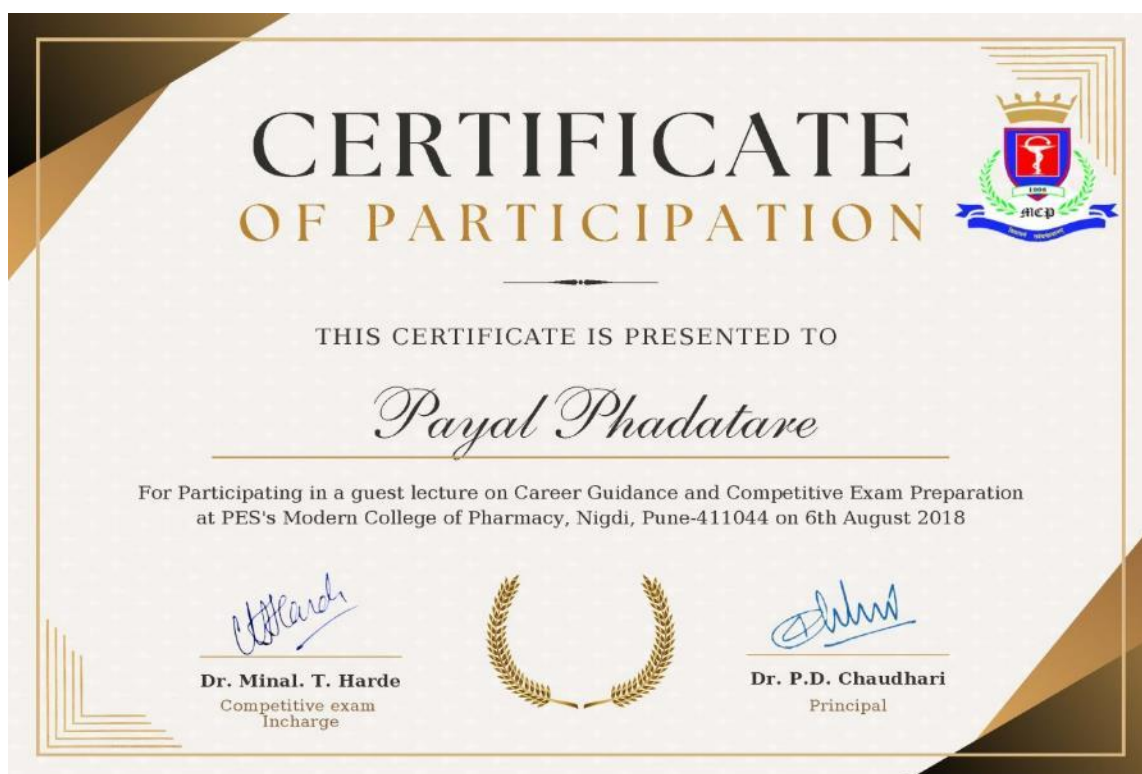 CERTIFICATE
OF PARTICIPATION
1996
MCP
THIS CERTIFICATE IS PRESENTED TO
Payal Phadatare
For Participating in a guest lecture on Career Guidance and Competitive Exam Preparation
at PES's Modern College of Pharmacy, Nigdi, Pune-411044 on 6th August 2018
Dr. Minal. T. Harde
Competitive exam
Incharge
Dr. P.D. Chaudhari
Principal